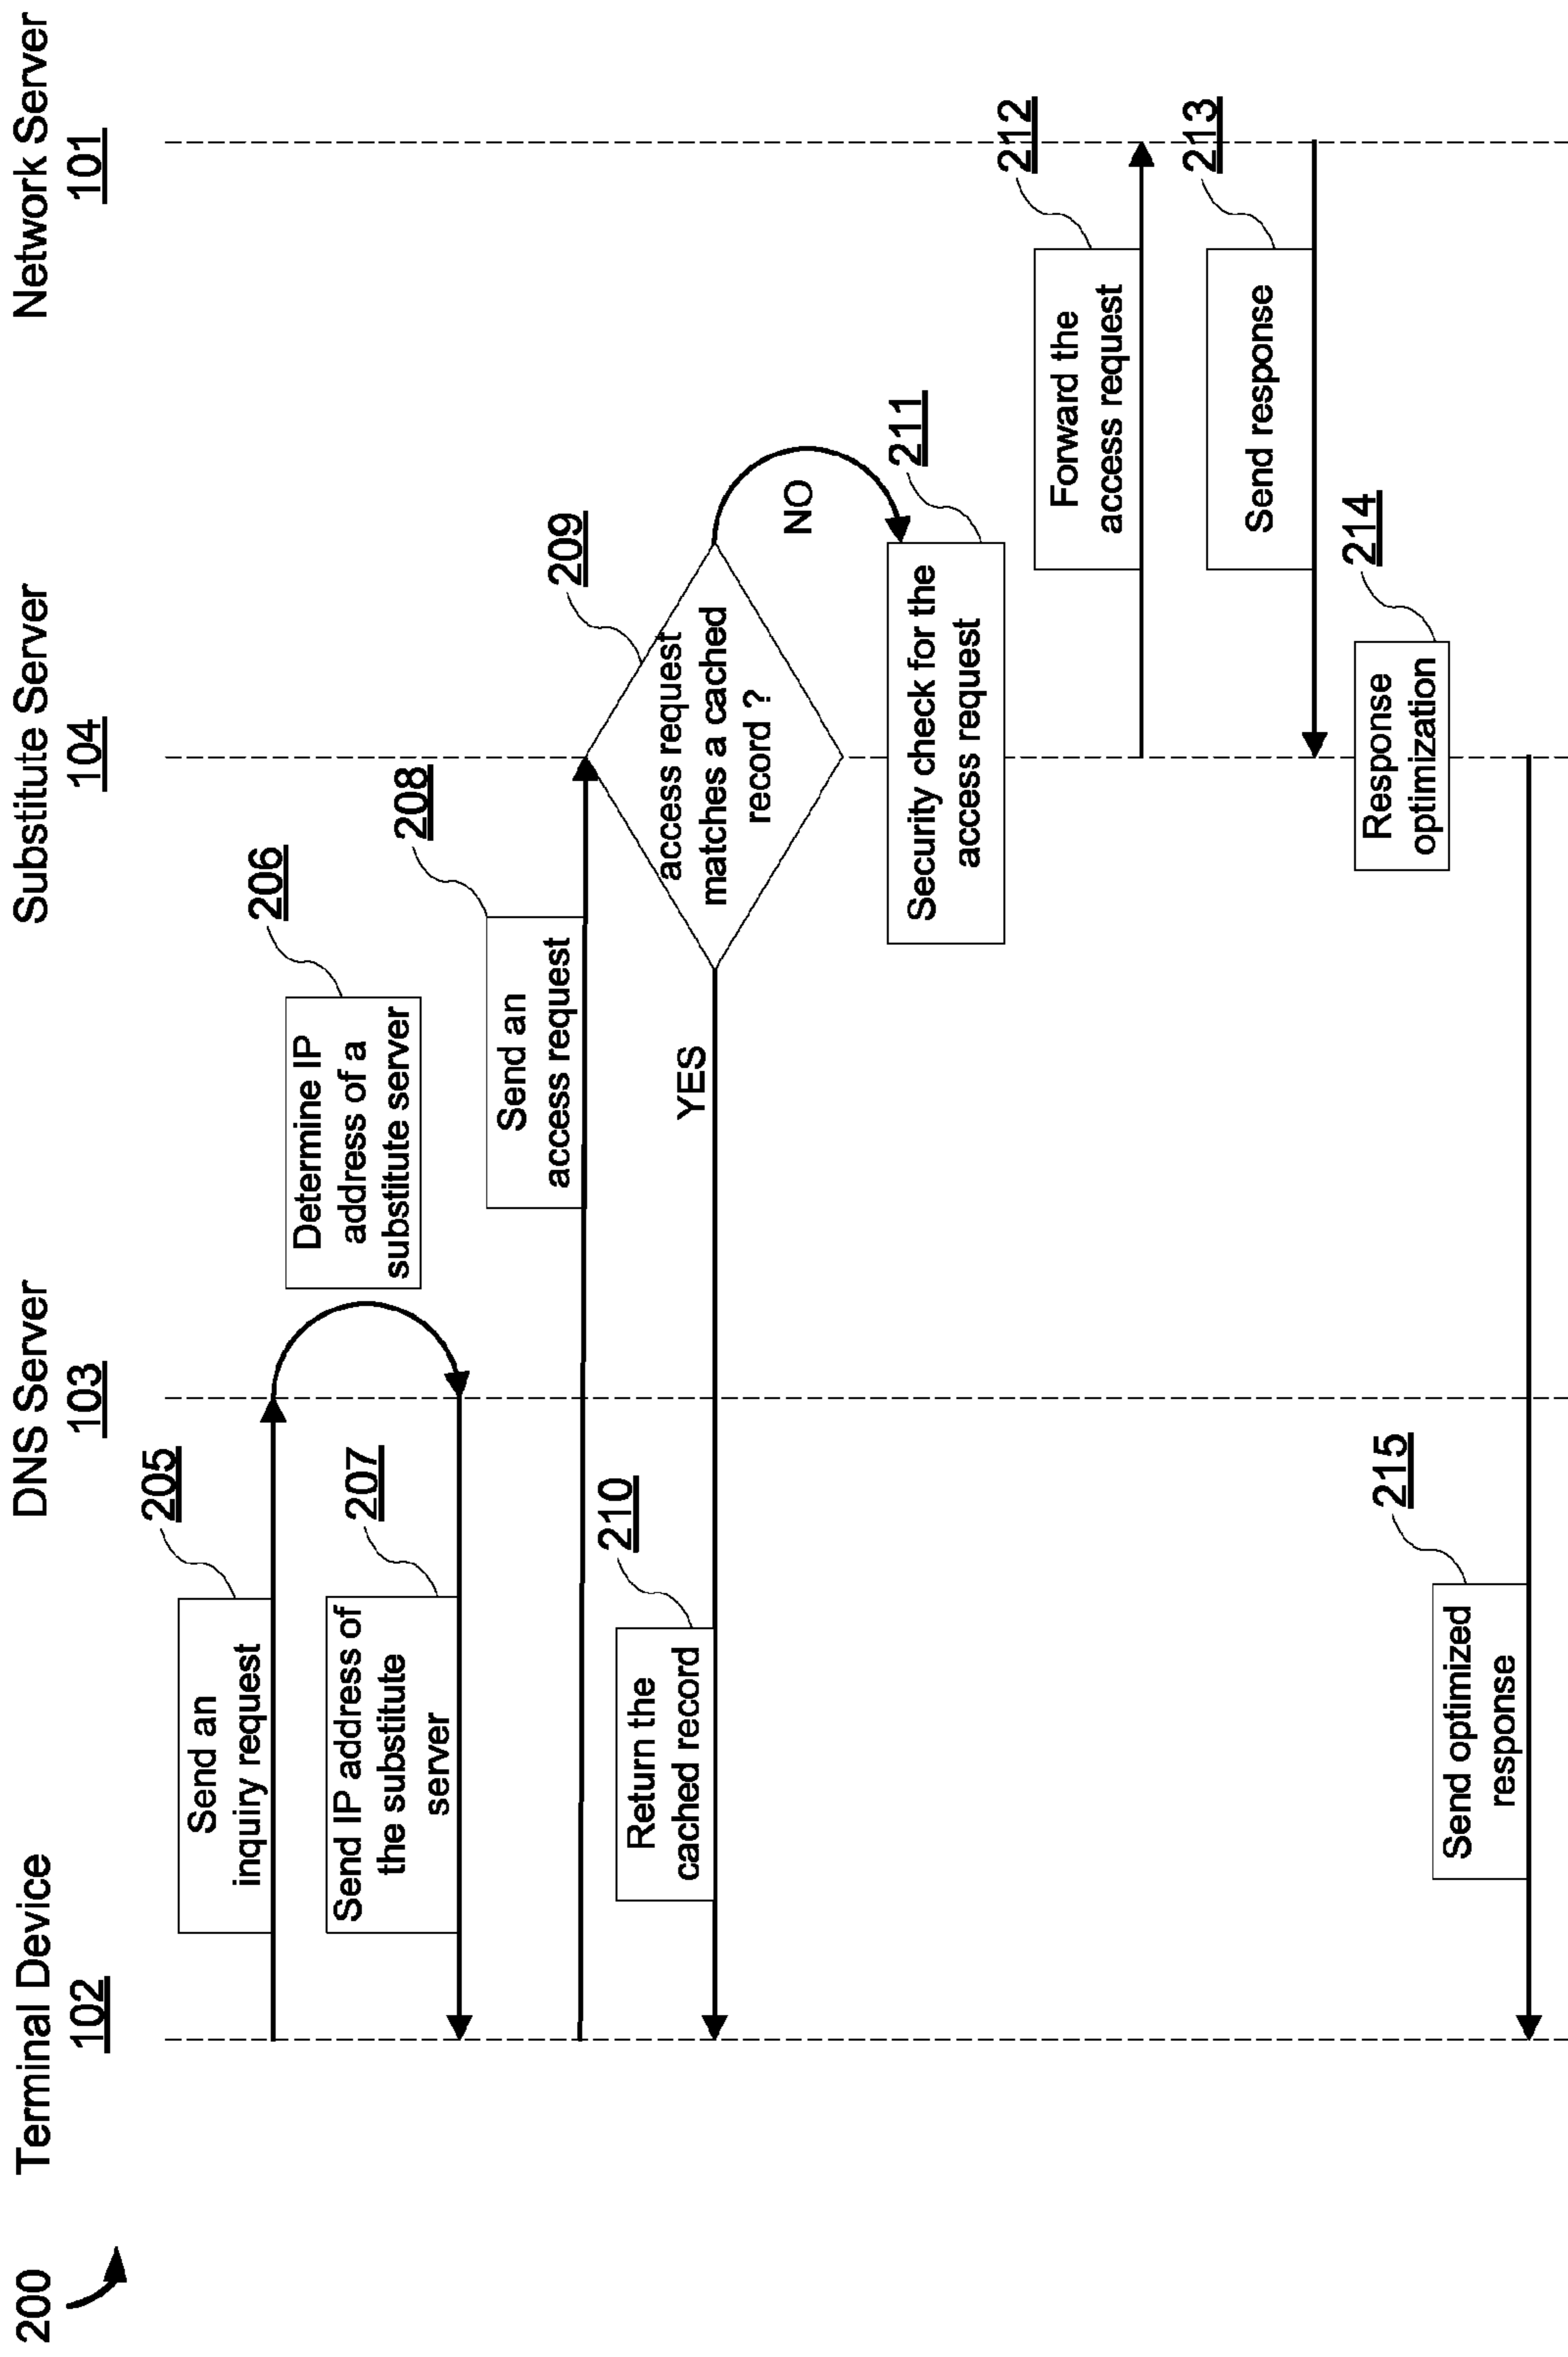 200
Terminal Device
102
DNS Server
103
Substitute Server
104
Network Server
101
205
Send an
inquiry request
206
Determine IP
address of a
substitute server
207
Send IP address of
the substitute
server
208
Send an
access request
209
access request
matches a cached
record ?
YES
NO
210
Return the
cached record
211
Security check for the
access request
212
Forward the
access request
213
Send response
214
Response
optimization
215
Send optimized
response